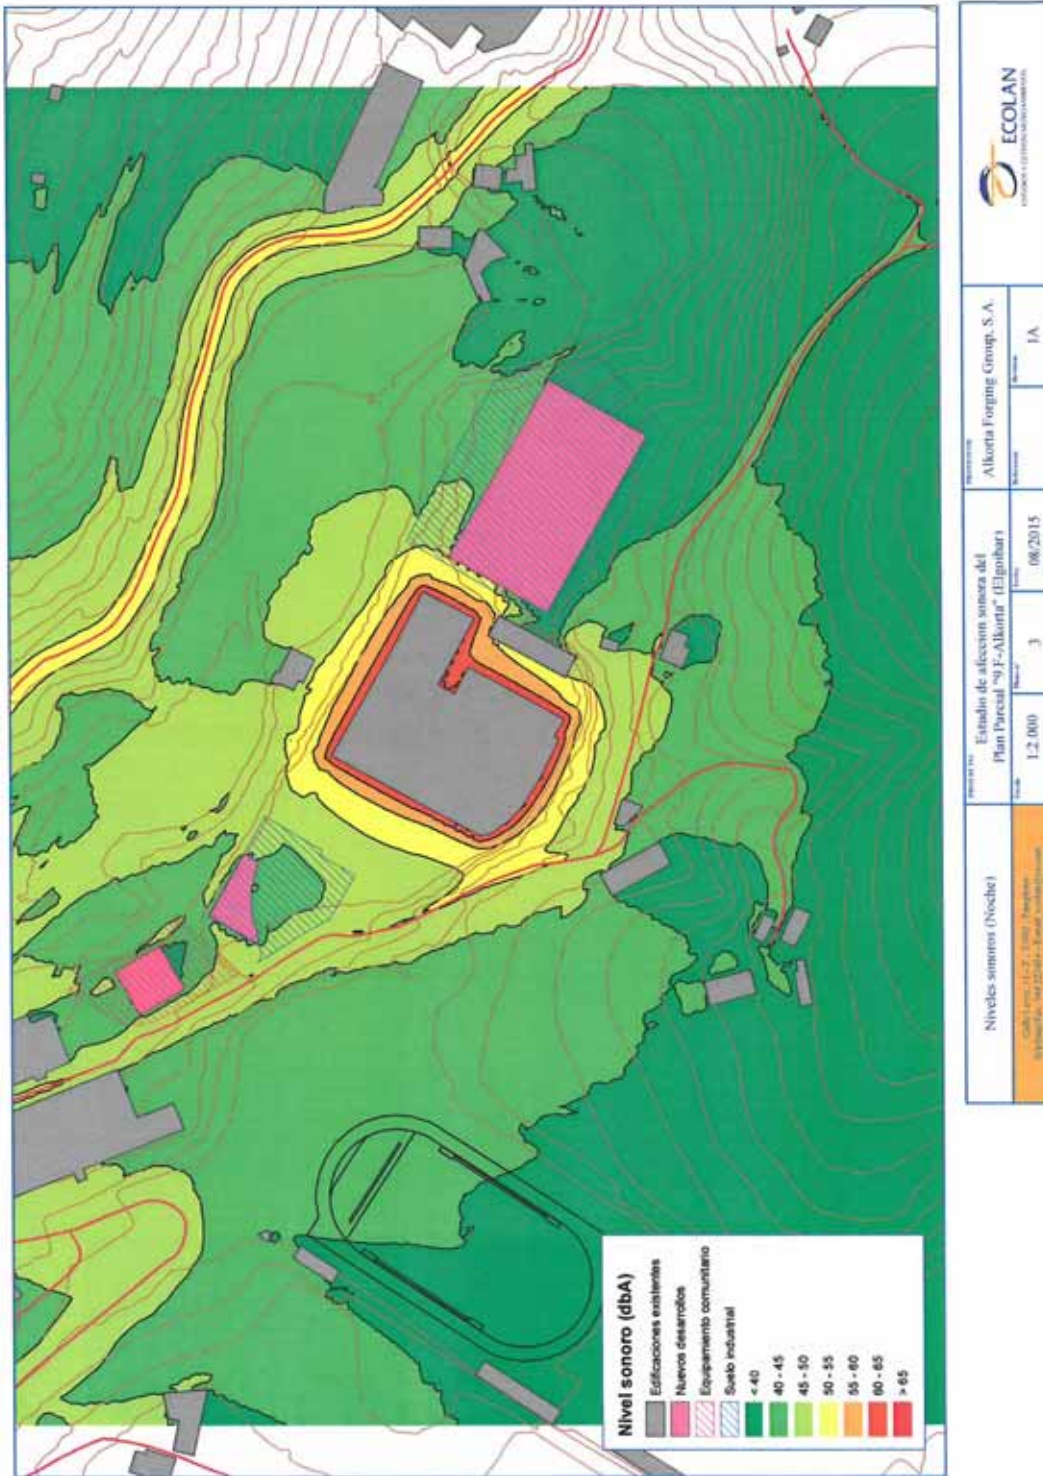 Nivel sonoro (dbA)
Edificaciones existentes
Nuevos desarrollos
Equipamiento comunitario
Suelo industrial
< 40
40 - 45
45 - 50
50 - 55
55 - 60
60 - 65
> 65
Niveles sonoros (Noche)
Estudio de afeccion sonora del
Plan Parcial "9 F-Alkorta" (Elgoibar)
1:2.000
3
08/2015
Alkorta Forging Group, S.A.
1A
ECOLAN